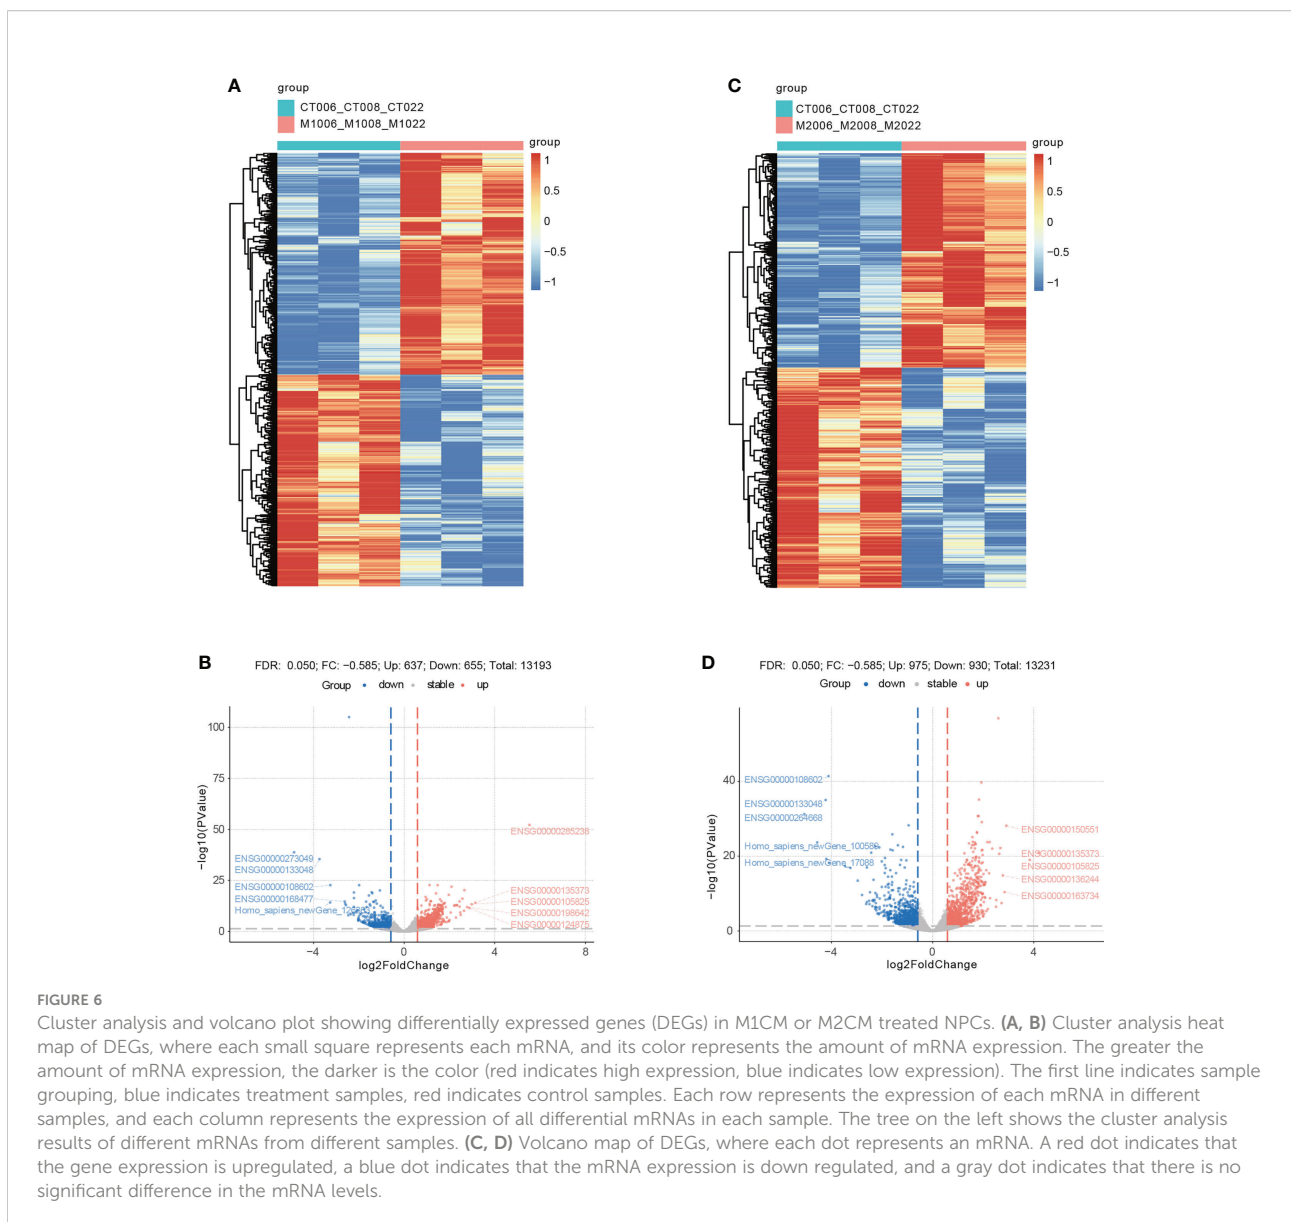 A
group
CT006_CT008_CT022
M1006_M1008_M1022
group
1
0.5
0
−0.5
−1
C
group
CT006_CT008_CT022
M2006_M2008_M2022
group
1
0.5
0
−0.5
−1
B
FDR: 0.050; FC: −0.585; Up: 637; Down: 655; Total: 13193
Group down stable up
−log10(PValue)
100
75
50
25
0
ENSG00000285238
ENSG00000273049
ENSG00000133048
ENSG00000108602
ENSG00000168477
ENSG00000135373
ENSG00000105825
ENSG00000198642
ENSG00000124875
−4
0
4
8
log2FoldChange
D
FDR: 0.050; FC: −0.585; Up: 975; Down: 930; Total: 13231
Group down stable up
−log10(PValue)
40
20
0
ENSG00000108602
ENSG00000133048
ENSG00000264668
Homo_sapiens_newGene_100580
Homo_sapiens_newGene_17088
ENSG00000150551
ENSG00000135373
ENSG00000105825
ENSG00000136244
ENSG00000163734
−4
0
4
log2FoldChange
FIGURE 6
Cluster analysis and volcano plot showing differentially expressed genes (DEGs) in M1CM or M2CM treated NPCs. (A, B) Cluster analysis heat
map of DEGs, where each small square represents each mRNA, and its color represents the amount of mRNA expression. The greater the
amount of mRNA expression, the darker is the color (red indicates high expression, blue indicates low expression). The first line indicates sample
grouping, blue indicates treatment samples, red indicates control samples. Each row represents the expression of each mRNA in different
samples, and each column represents the expression of all differential mRNAs in each sample. The tree on the left shows the cluster analysis
results of different mRNAs from different samples. (C, D) Volcano map of DEGs, where each dot represents an mRNA. A red dot indicates that
the gene expression is upregulated, a blue dot indicates that the mRNA expression is down regulated, and a gray dot indicates that there is no
significant difference in the mRNA levels.